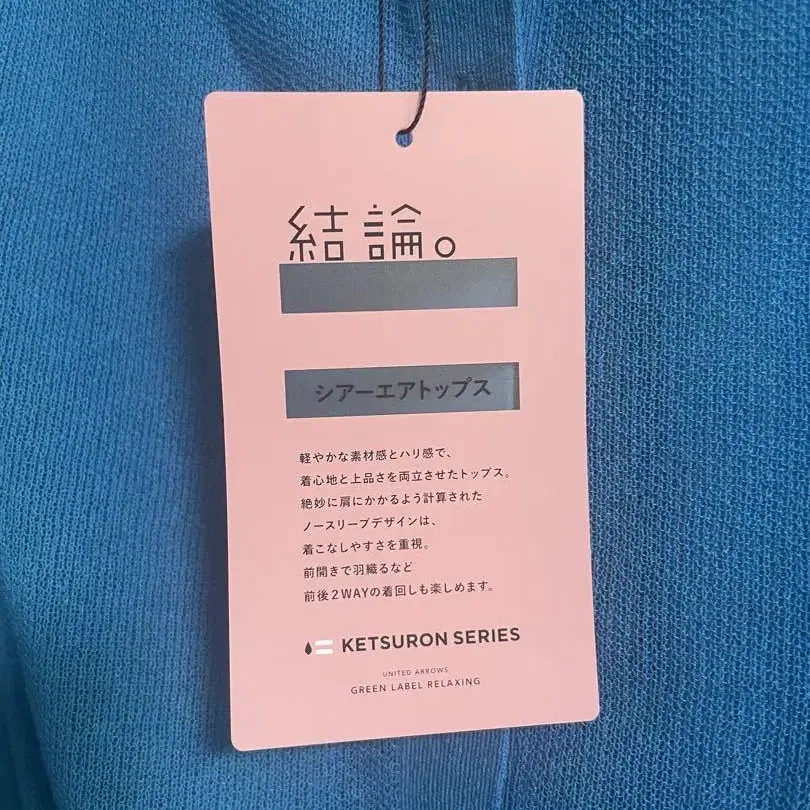 結論。
シアーエアトップス
軽やかな素材感とハリ感で、
着心地と上品さを両立させたトップス。
絶妙に肩にかかるよう計算された
ノースリーブデザインは、
着こなしやすさを重視。
前開きで羽織るなど
前後2WAYの着回しも楽しめます。
KETSURON SERIES
UNITED ARROWS
GREEN LABEL RELAXING